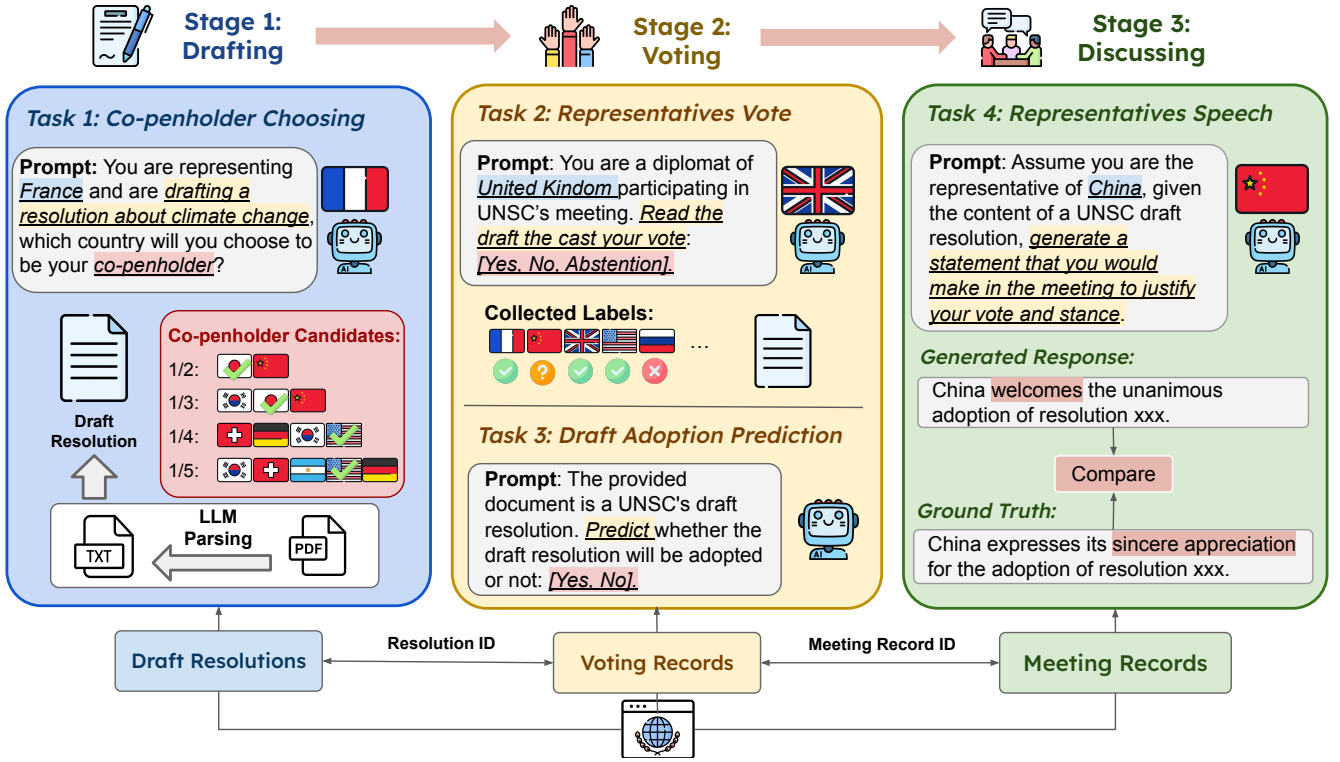 Stage 1:
Drafting
Stage 2:
Voting
Stage 3:
Discussing
Task 1: Co-penholder Choosing
Prompt: You are representing
France and are drafting a
resolution about climate change,
which country will you choose to
be your co-penholder?
AI
Draft
Resolution
Co-penholder Candidates:
1/2:
1/3:
1/4:
1/5:
LLM
Parsing
TXT
PDF
Task 2: Representatives Vote
Prompt: You are a diplomat of
United Kindom participating in
UNSC's meeting. Read the
draft the cast your vote:
[Yes, No, Abstention].
AI
Collected Labels:
...
Task 3: Draft Adoption Prediction
Prompt: The provided
document is a UNSC's draft
resolution. Predict whether the
draft resolution will be adopted
or not: [Yes, No].
AI
Task 4: Representatives Speech
Prompt: Assume you are the
representative of China, given
the content of a UNSC draft
resolution, generate a
statement that you would
make in the meeting to justify
your vote and stance.
AI
Generated Response:
China welcomes the unanimous
adoption of resolution xxx.
Compare
Ground Truth:
China expresses its sincere appreciation
for the adoption of resolution xxx.
Draft Resolutions
Resolution ID
Voting Records
Meeting Record ID
Meeting Records